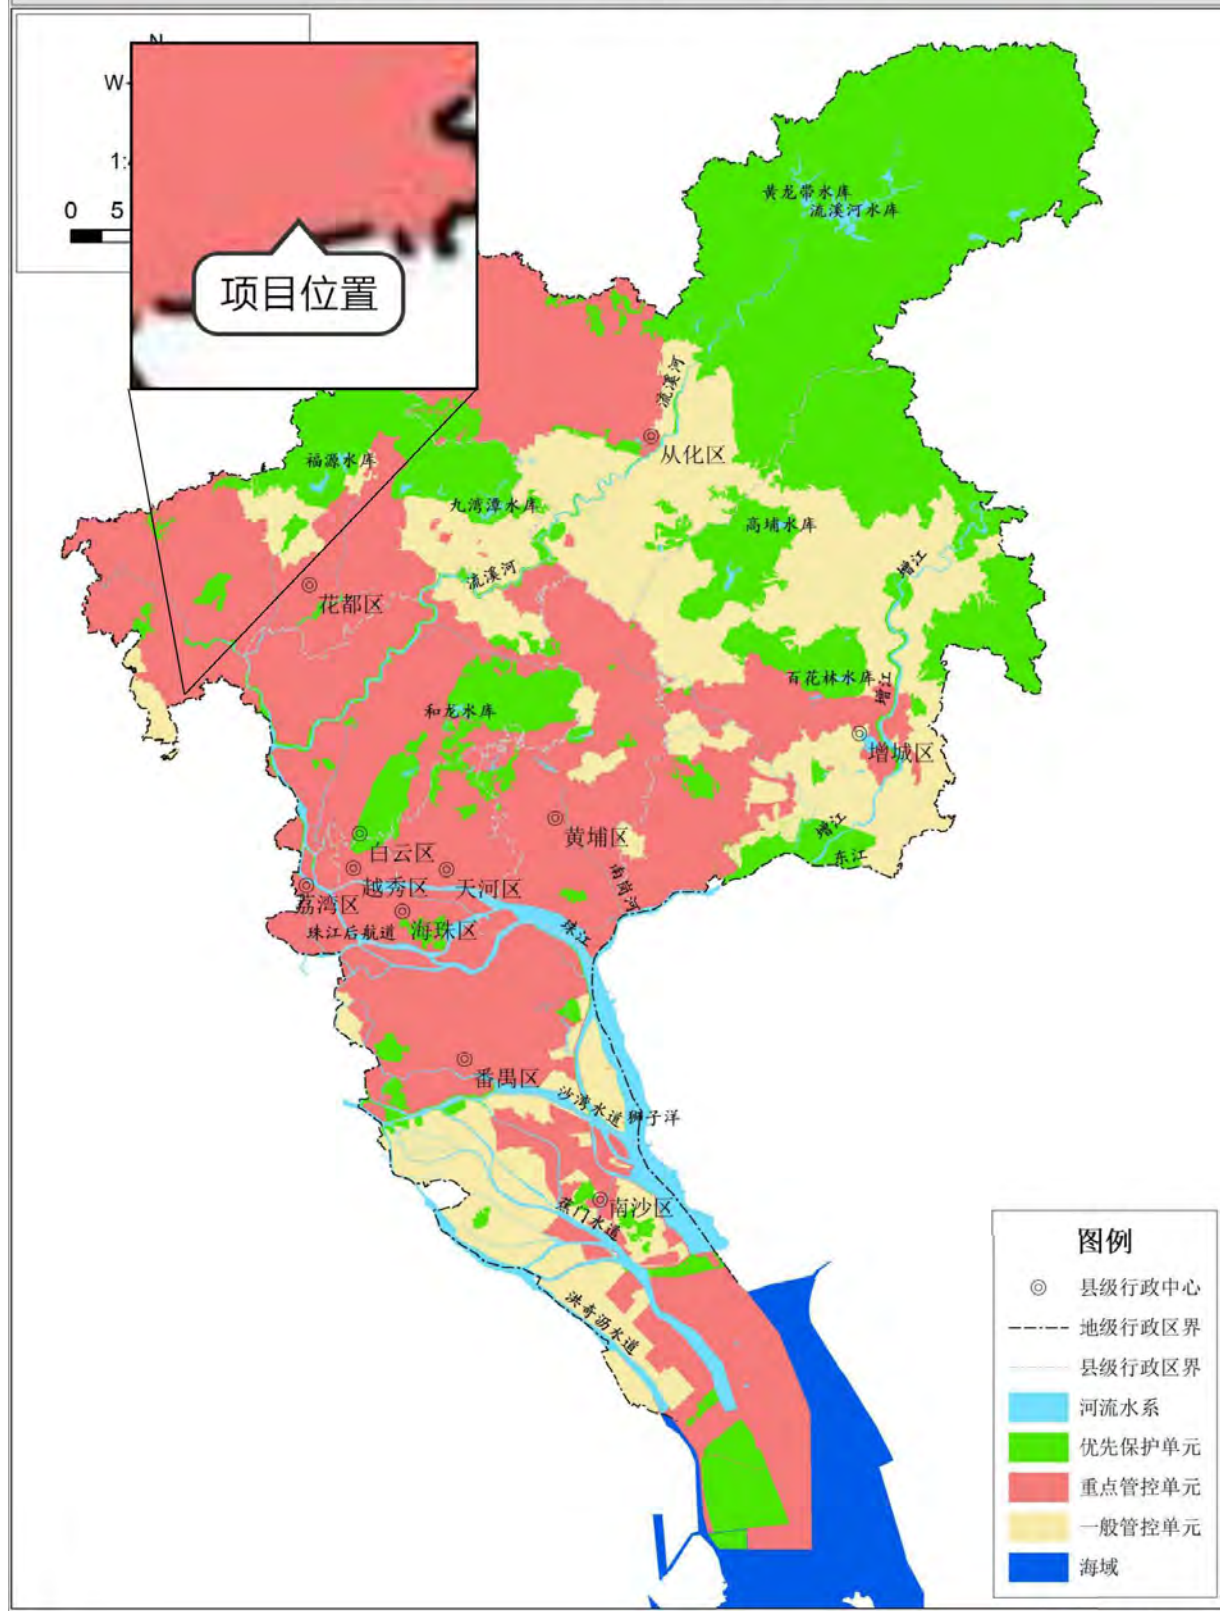 N
W
1:
0 5
项目位置
黄龙带水库
流溪河水库
流溪河
从化区
福源水库
九湾潭水库
高埔水库
流溪河
增江
花都区
百花林水库
增江
和龙水库
增城区
黄埔区
增江
东江
白云区
越秀区
天河区
南岗河
荔湾区
海珠区
珠江后航道
珠江
番禺区
沙湾水道
狮子洋
南沙区
蕉门水道
洪奇沥水道
图例
县级行政中心
地级行政区界
县级行政区界
河流水系
优先保护单元
重点管控单元
一般管控单元
海域